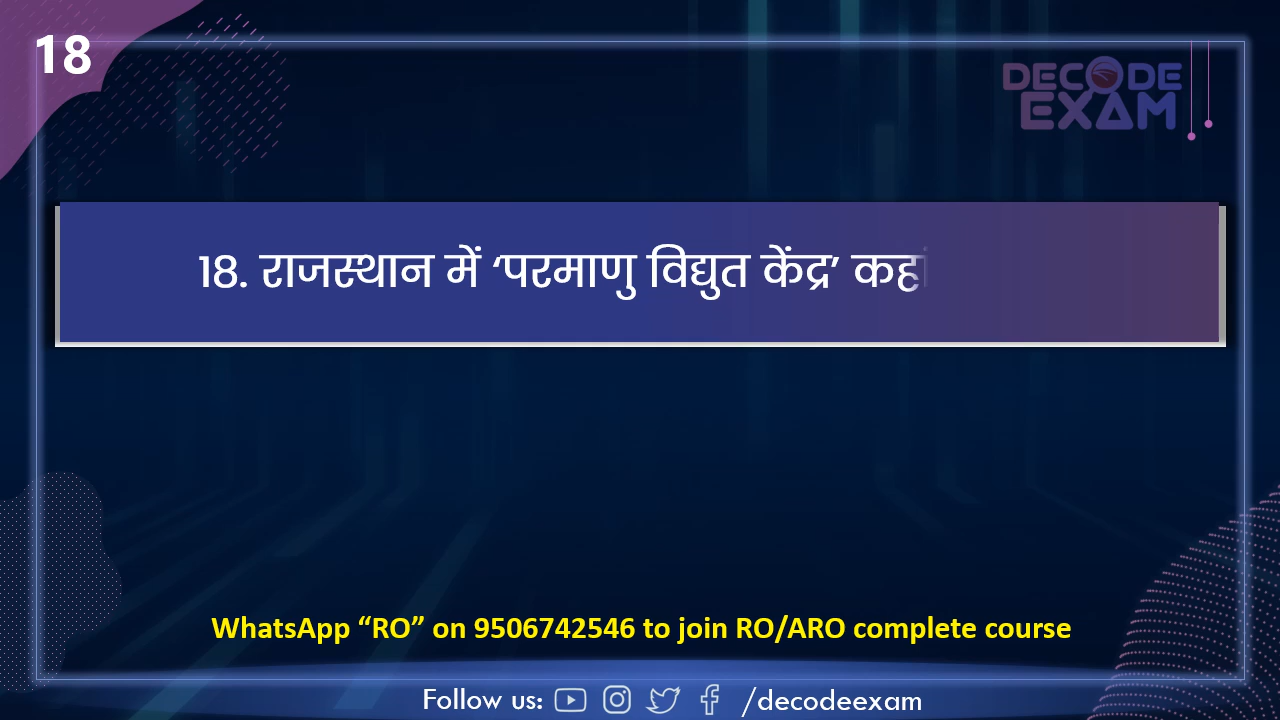 18
DECODE
EXAM
18. राजस्थान में ‘परमाणु विद्युत केंद्र’ कहां
WhatsApp “RO” on 9506742546 to join RO/ARO complete course
Follow us: /decodeexam